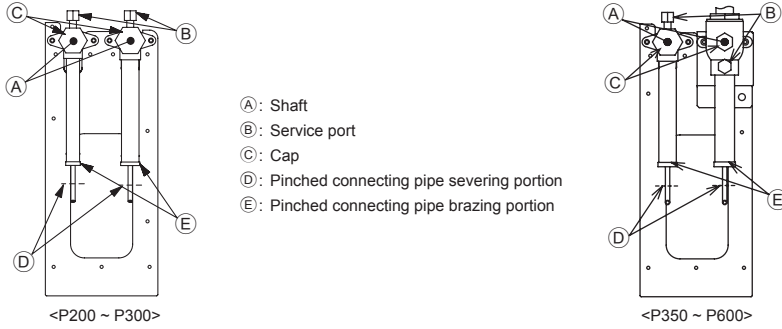 Ⓒ
Ⓑ
Ⓐ
Ⓔ
Ⓓ
<P200 ~ P300>
Ⓐ: Shaft
Ⓑ: Service port
Ⓒ: Cap
Ⓓ: Pinched connecting pipe severing portion
Ⓔ: Pinched connecting pipe brazing portion
Ⓐ
Ⓑ
Ⓒ
Ⓔ
Ⓓ
<P350 ~ P600>